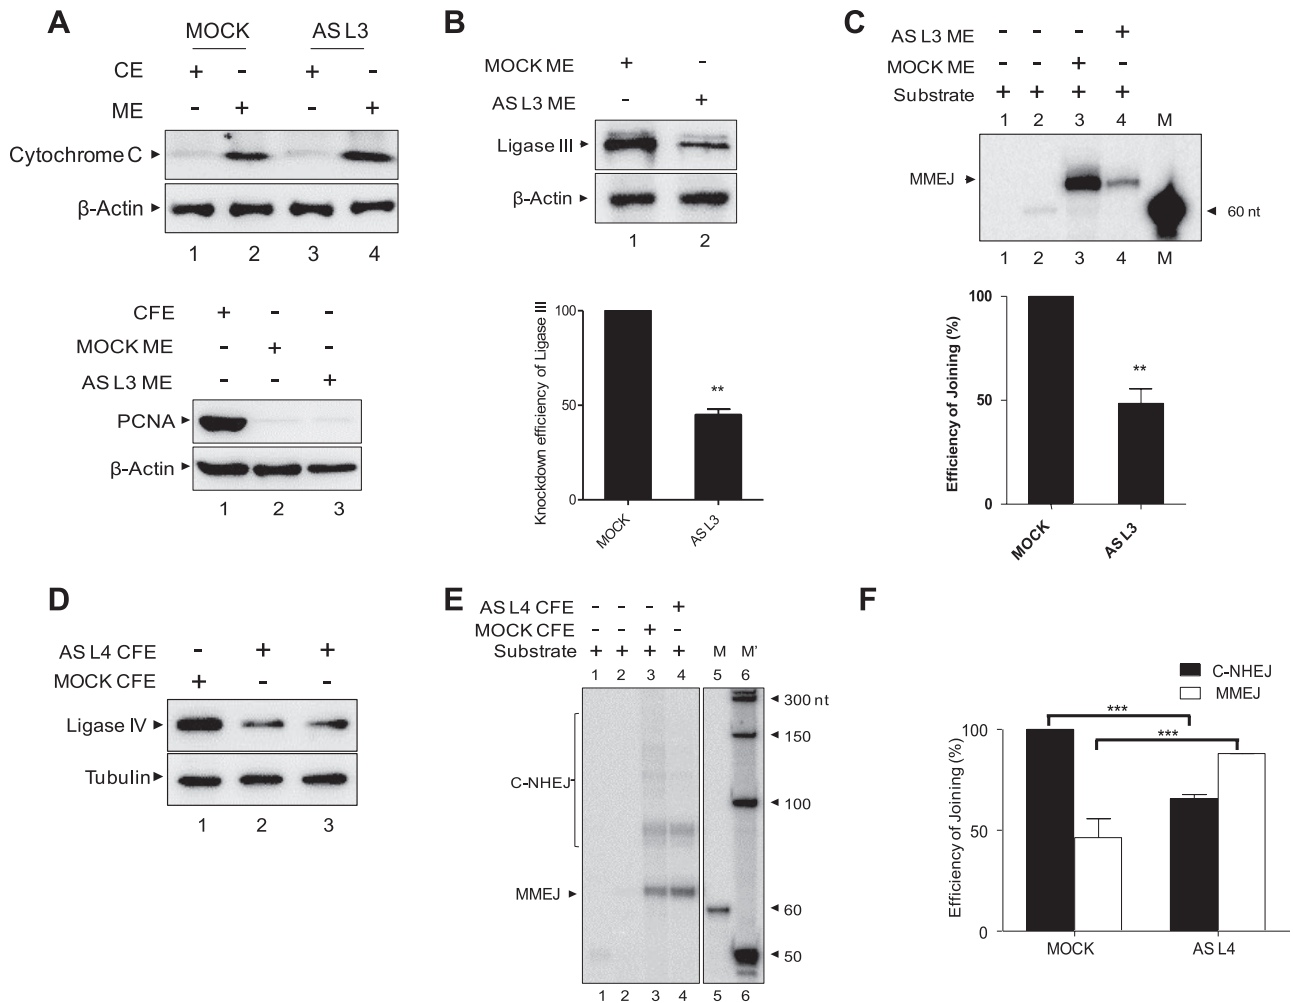 A
MOCK AS L3
CE + - + -
ME - + - +
Cytochrome C
β-Actin
1 2 3 4
CFE + - -
MOCK ME - + -
AS L3 ME - - +
PCNA
β-Actin
1 2 3
B
MOCK ME + -
AS L3 ME - +
Ligase III
β-Actin
1 2
Knockdown efficiency of Ligase III
100
50
0
**
MOCK AS L3
C
AS L3 ME - - - +
MOCK ME - - + -
Substrate + + + +
1 2 3 4 M
MMEJ
60 nt
1 2 3 4 M
Efficiency of Joining (%)
100
50
0
**
MOCK AS L3
D
AS L4 CFE - + +
MOCK CFE + - -
Ligase IV
Tubulin
1 2 3
E
AS L4 CFE - - - +
MOCK CFE - - + -
Substrate + + + + M M'
1 2 3 4 5 6
300 nt
150
C-NHEJ
100
MMEJ
60
50
1 2 3 4 5 6
F
C-NHEJ
MMEJ
***
***
Efficiency of Joining (%)
100
50
0
MOCK AS L4